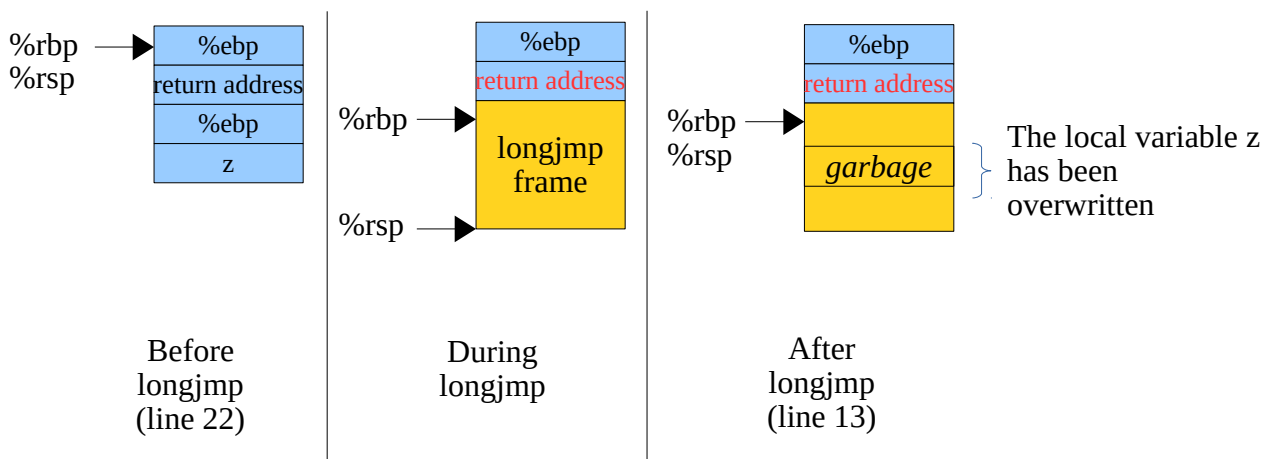 %rbp
%rsp
%ebp
return address
%ebp
z
Before
longjmp
(line 22)
%ebp
return address
%rbp
longjmp
frame
%rsp
During
longjmp
%ebp
return address
%rbp
%rsp
garbage
The local variable z
has been
overwritten
After
longjmp
(line 13)